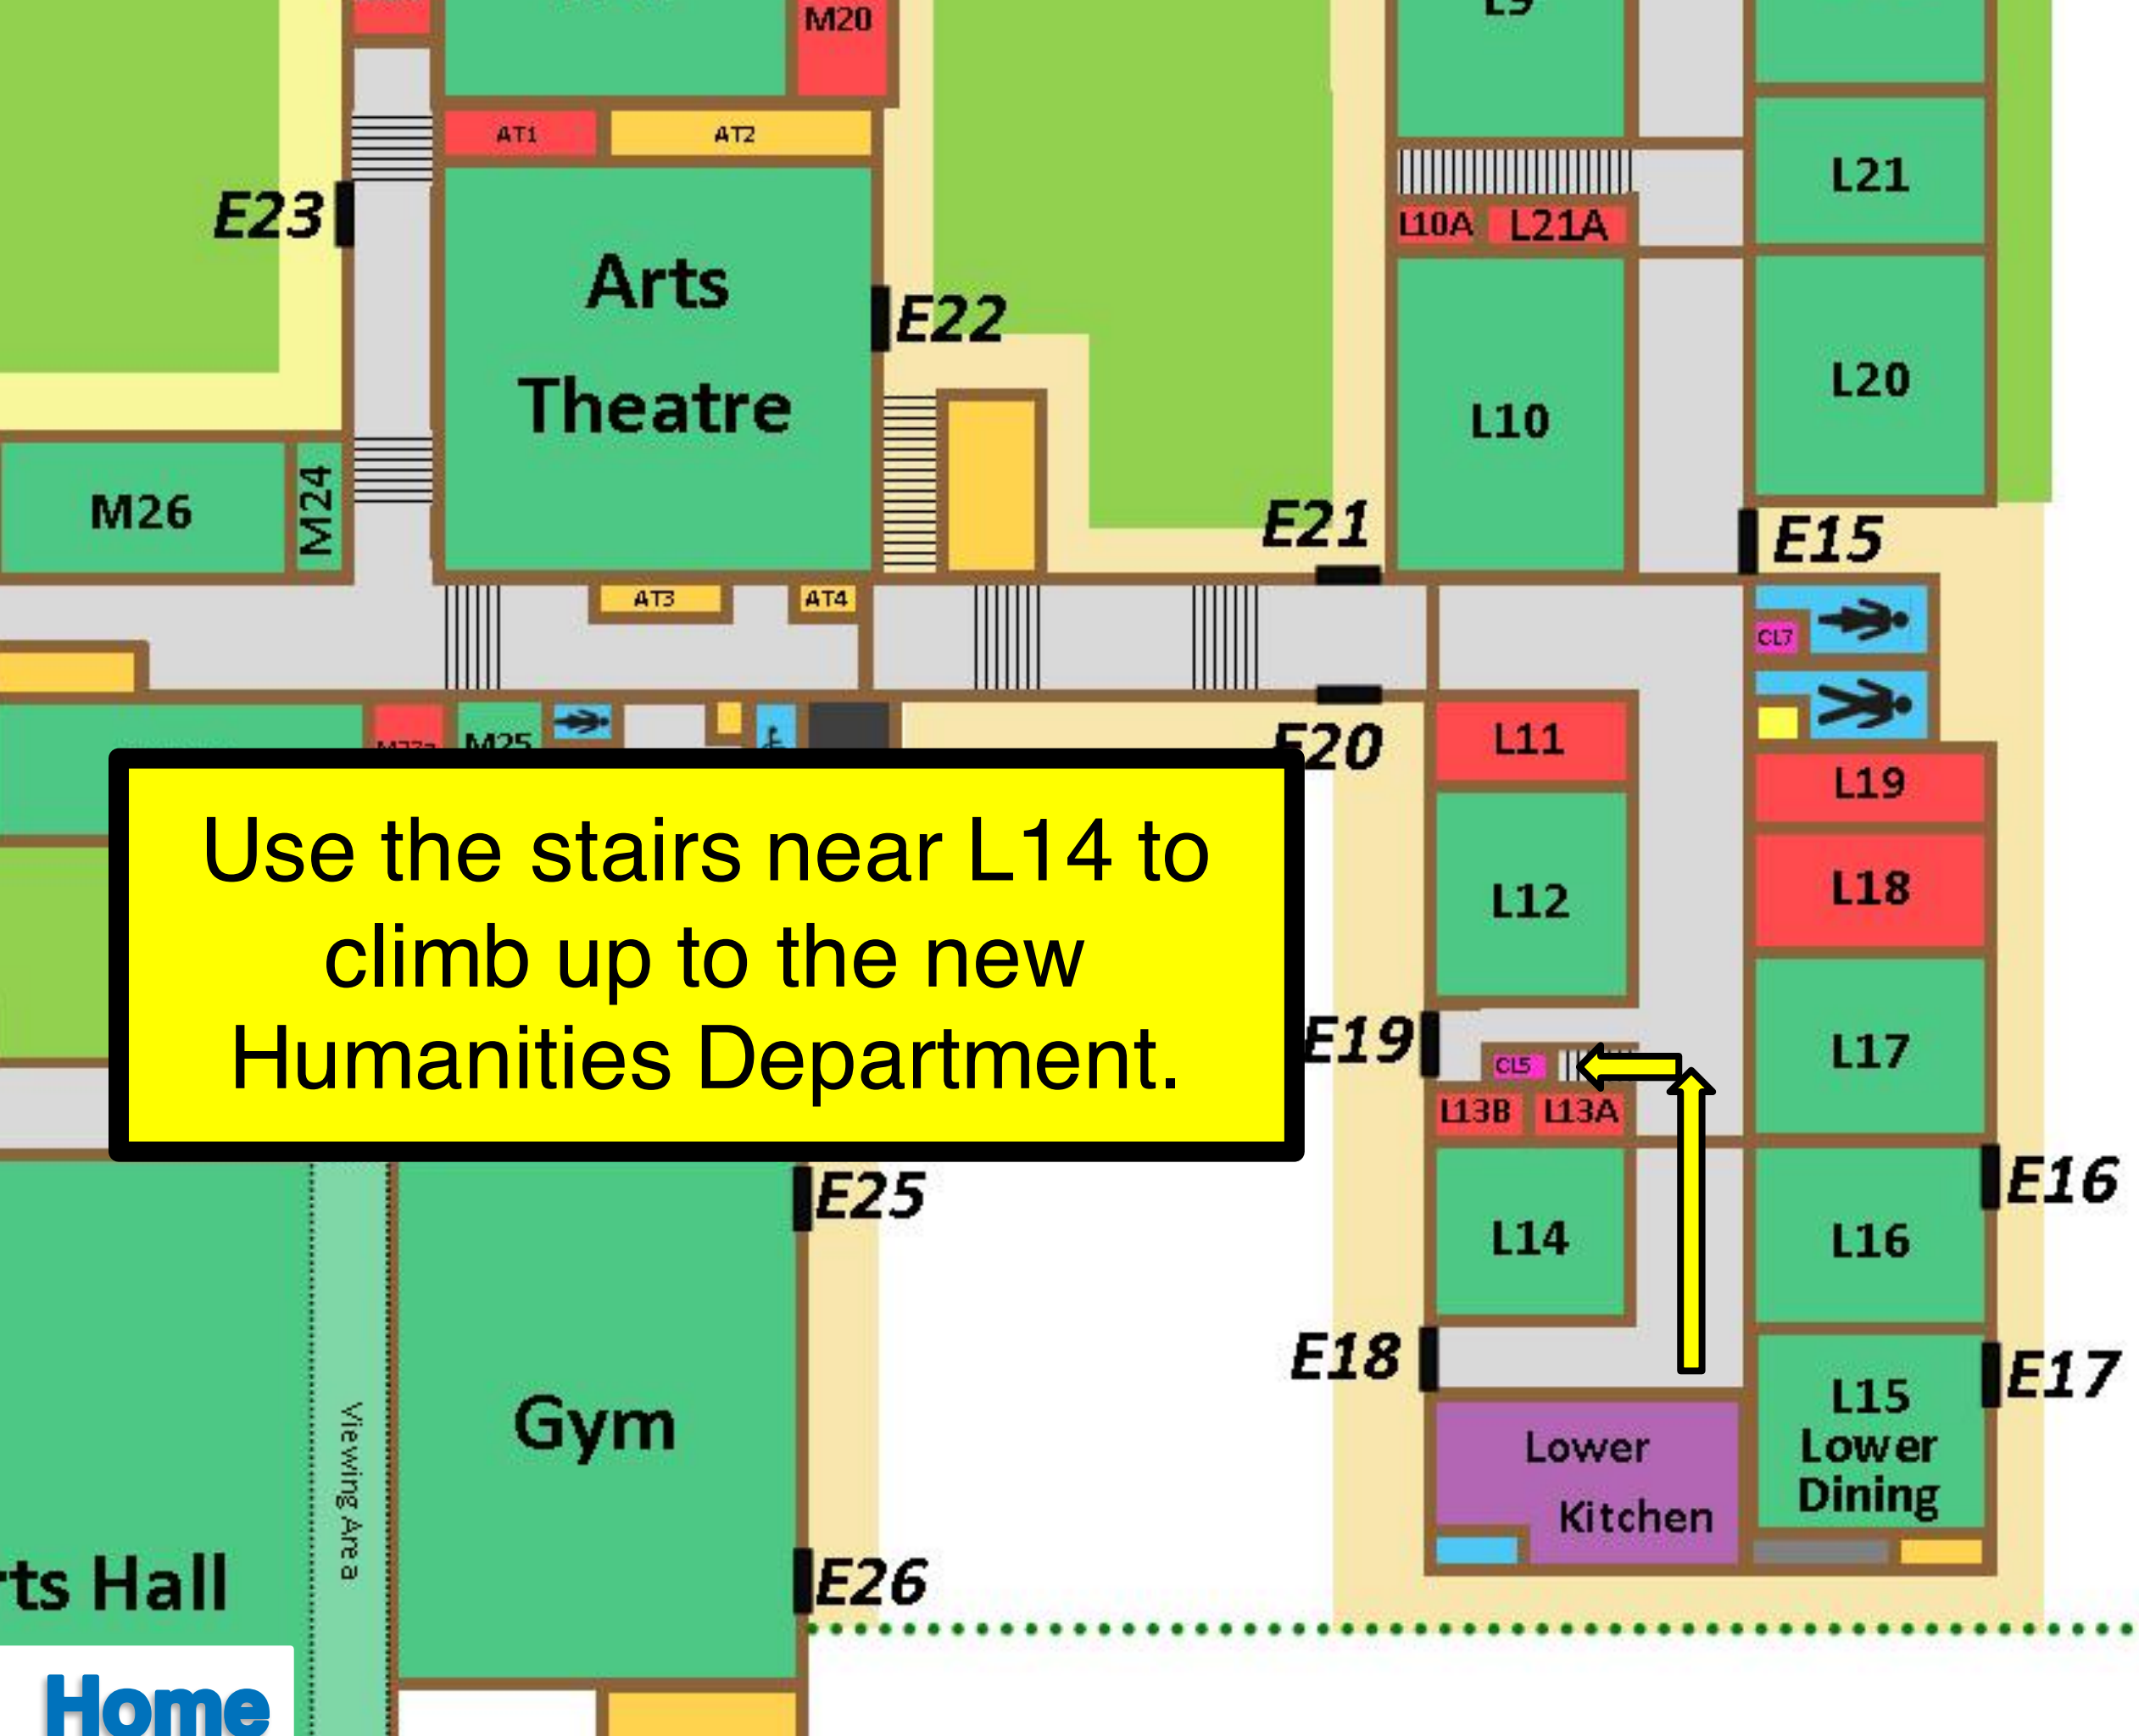 M20
L9
AT1
AT2
L21
E23
L10A
L21A
Arts
Theatre
E22
L20
L10
M26
M24
E21
E15
AT3
AT4
CL7
M25
E20
L11
L19
Use the stairs near L14 to
climb up to the new
Humanities Department.
L12
L18
E19
L17
CL5
L13B
L13A
E25
E16
L14
L16
E18
E17
L15
Lower
Dining
Viewing Area
Gym
Lower
Kitchen
rts Hall
E26
Home